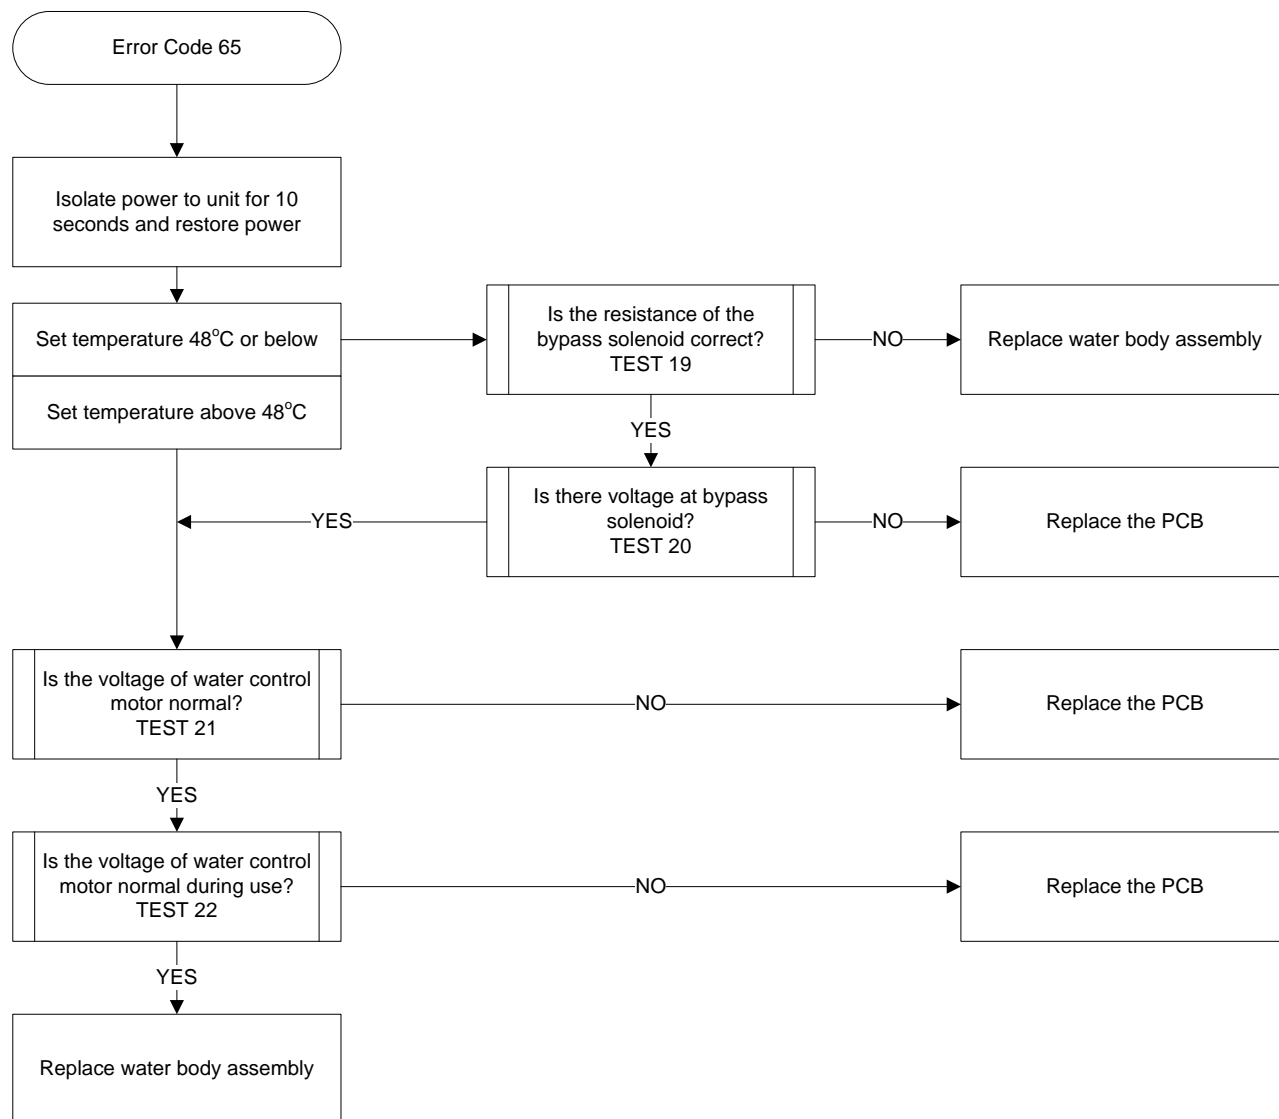 Error Code 65
Isolate power to unit for 10
seconds and restore power
Set temperature 48°C or below
Set temperature above 48°C
Is the resistance of the
bypass solenoid correct?
TEST 19
NO
Replace water body assembly
YES
Is there voltage at bypass
solenoid?
TEST 20
YES
NO
Replace the PCB
Is the voltage of water control
motor normal?
TEST 21
NO
Replace the PCB
YES
Is the voltage of water control
motor normal during use?
TEST 22
NO
Replace the PCB
YES
Replace water body assembly